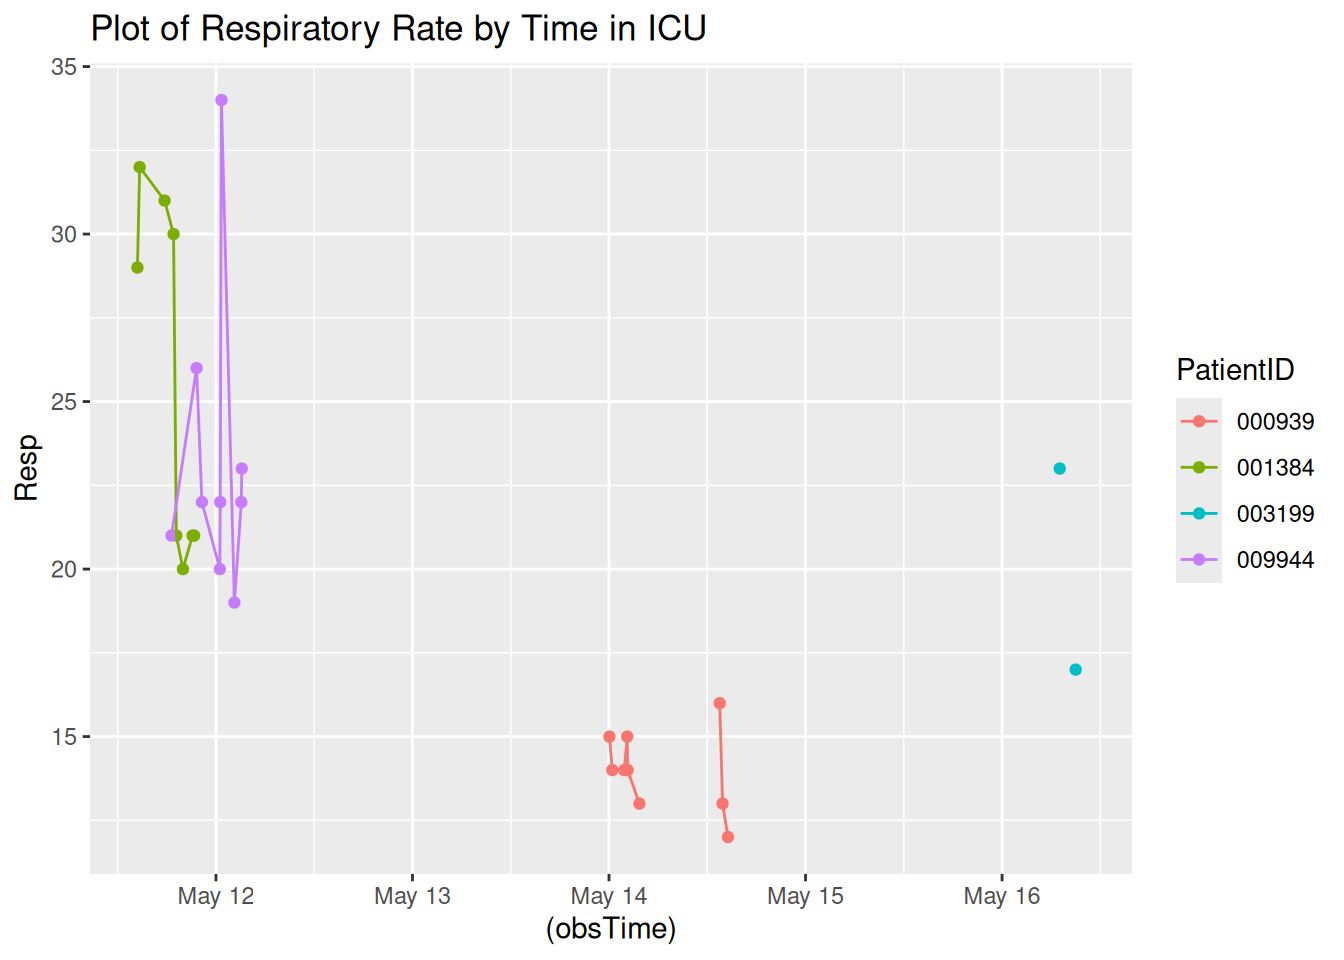 Plot of Respiratory Rate by Time in ICU
35
30
25
20
15
Resp
May 12
May 13
May 14
May 15
May 16
(obsTime)
PatientID
000939
001384
003199
009944